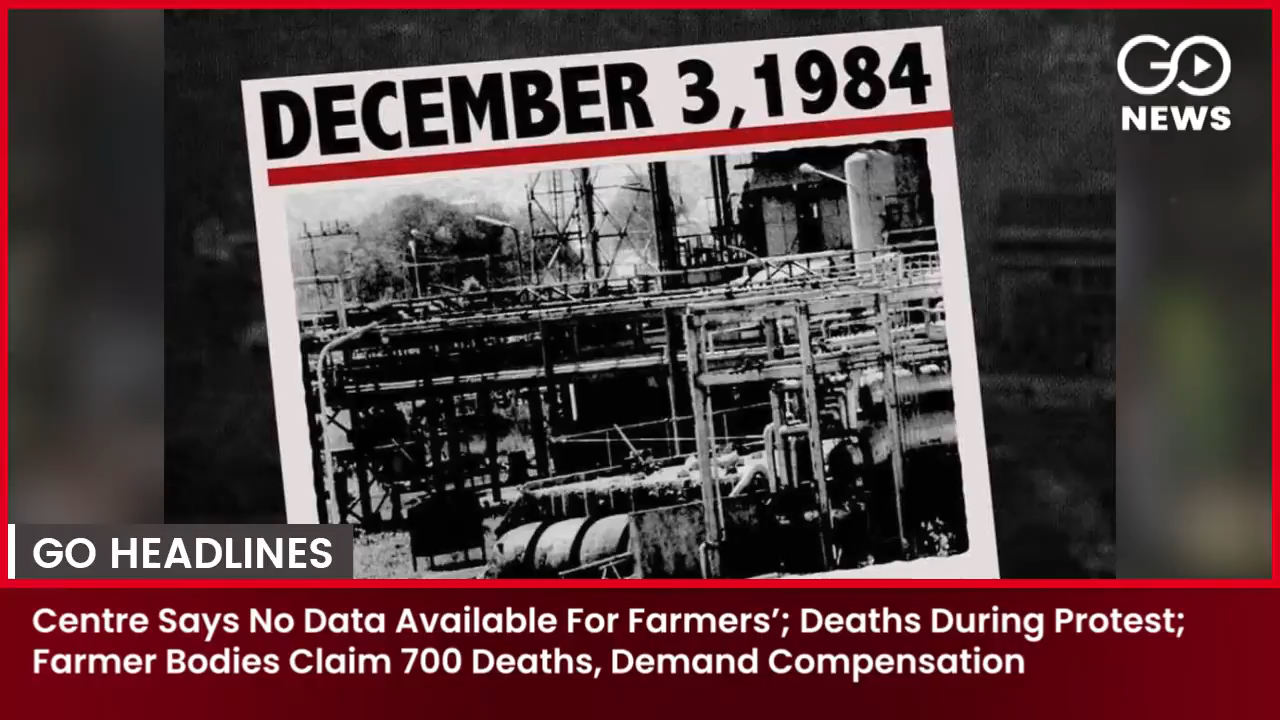 DECEMBER 3,1984
GO
NEWS
GO HEADLINES
Centre Says No Data Available For Farmers’; Deaths During Protest;
Farmer Bodies Claim 700 Deaths, Demand Compensation